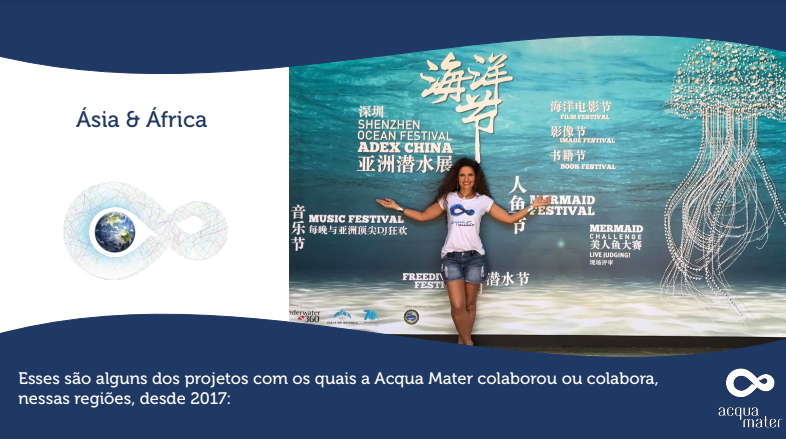 Ásia & África
海洋节
深圳
SHENZHEN
OCEAN FESTIVAL
ADEX CHINA
亚洲潜水展
海洋电影节
FILM FESTIVAL
影像节
IMAGE FESTIVAL
书籍节
BOOK FESTIVAL
人鱼节
MERMAID
FESTIVAL
音乐节
MUSIC FESTIVAL
每晚与亚洲顶尖DJ狂欢
MERMAID
CHALLENGE
美人鱼大赛
LIVE JUDGING!
现场评审
FREEDI
FESTI
潜水节
nderwater
360°
Esses são alguns dos projetos com os quais a Acqua Mater colaborou ou colabora,
nessas regiões, desde 2017:
acqua
mater